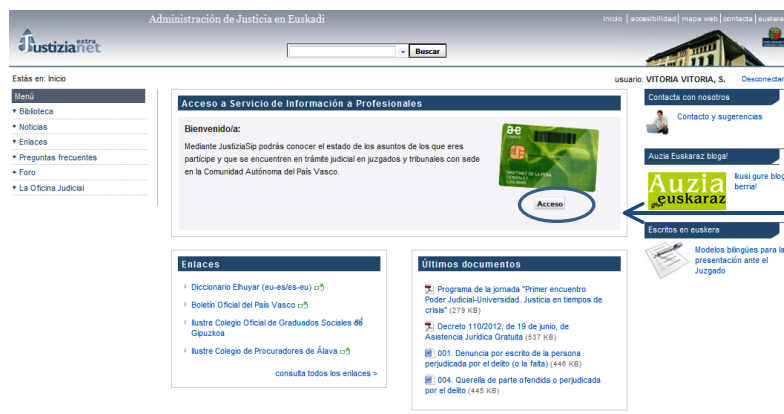 Administración de Justicia en Euskadi
inicio | accesibilidad | mapa web | contacta | euskara
extra
Justizianet
Buscar
Estás en: Inicio
usuario: VITORIA VITORIA, S. Desconectar
Menú
Biblioteca
Noticias
Enlaces
Preguntas frecuentes
Foro
La Oficina Judicial
Acceso a Servicio de Información a Profesionales
Bienvenido/a:
Mediante JustiziaSip podrás conocer el estado de los asuntos de los que eres
partícipe y que se encuentren en trámite judicial en juzgados y tribunales con sede
en la Comunidad Autónoma del País Vasco.
Acceso
Contacta con nosotros
Contacto y sugerencias
Auzia Euskaraz bloga!
Auzia
euskaraz
Ikusi gure blog
berria!
Escritos en euskera
Modelos bilingües para la
presentación ante el
Juzgado
Enlaces
Diccionario Elhuyar (eu-es/es-eu)
Boletín Oficial del País Vasco
Ilustre Colegio Oficial de Graduados Sociales de
Gipuzkoa
Ilustre Colegio de Procuradores de Álava
consulta todos los enlaces >
Últimos documentos
Programa de la jornada "Primer encuentro
Poder Judicial-Universidad. Justicia en tiempos de
crisis" (279 KB)
Decreto 110/2012, de 19 de junio, de
Asistencia Jurídica Gratuita (537 KB)
001. Denuncia por escrito de la persona
perjudicada por el delito (o la falta) (446 KB)
004. Querella de parte ofendida o perjudicada
por el delito (445 KB)